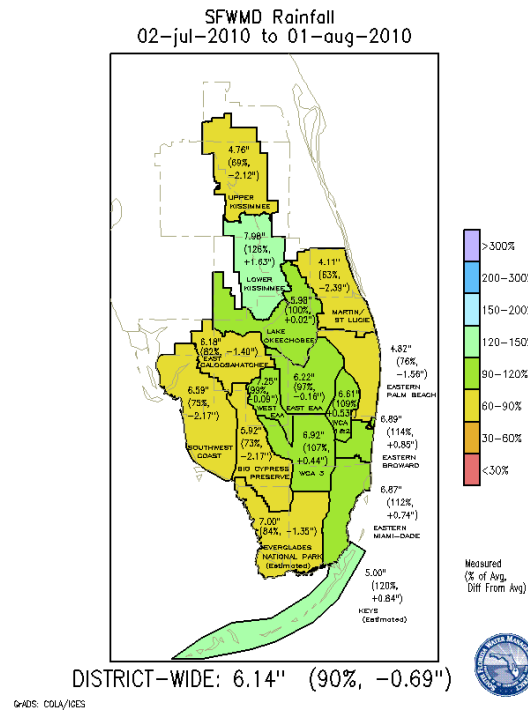 SFWMD Rainfall
02-jul-2010 to 01-aug-2010
4.76"
(69%,
-2.12")
UPPER
KISSIMMEE
7.98"
(126%,
+1.63")
LOWER
KISSIMMEE
4.11"
(63%,
-2.39")
MARTIN/
ST LUCIE
5.98"
(100%,
+0.02")
LAKE
OKEECHOBEE
6.18"
(82%, -1.40")
EAST
CALOOSAHATCHEE
4.82"
(76%,
-1.56")
EASTERN
PALM BEACH
6.59"
(75%,
-2.17")
SOUTHWEST
COAST
7.25"
(99%,
-0.09")
WEST EAA
6.22"
(97%,
-0.16")
EAST EAA
6.61"
(109%,
+0.53")
WCA
5.92"
(73%,
-2.17")
BIG CYPRESS
PRESERVE
6.92"
(107%,
+0.44")
WCA 3
6.89"
(114%,
+0.85")
EASTERN
BROWARD
6.87"
(112%,
+0.74")
EASTERN
MIAMI-DADE
7.00"
(84%, -1.35")
EVERGLADES
NATIONAL PARK
(Estimated)
5.00"
(120%,
+0.84")
KEYS
(Estimated)
>300%
200-300%
150-200%
120-150%
90-120%
60-90%
30-60%
<30%
Measured
(% of Avg,
Diff From Avg)
DISTRICT-WIDE: 6.14" (90%, -0.69")
GrADS: COLA/IGES